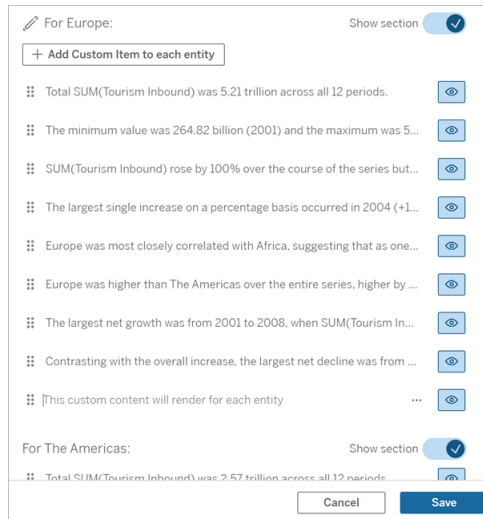 For Europe:
Show section
+ Add Custom Item to each entity
Total SUM(Tourism Inbound) was 5.21 trillion across all 12 periods.
The minimum value was 264.82 billion (2001) and the maximum was 5...
SUM(Tourism Inbound) rose by 100% over the course of the series but...
The largest single increase on a percentage basis occurred in 2004 (+1...
Europe was most closely correlated with Africa, suggesting that as one...
Europe was higher than The Americas over the entire series, higher by ...
The largest net growth was from 2001 to 2008, when SUM(Tourism In...
Contrasting with the overall increase, the largest net decline was from ...
This custom content will render for each entity
...
For The Americas:
Show section
Total SUM(Tourism Inbound) was 2.57 trillion across all 12 periods
Cancel
Save